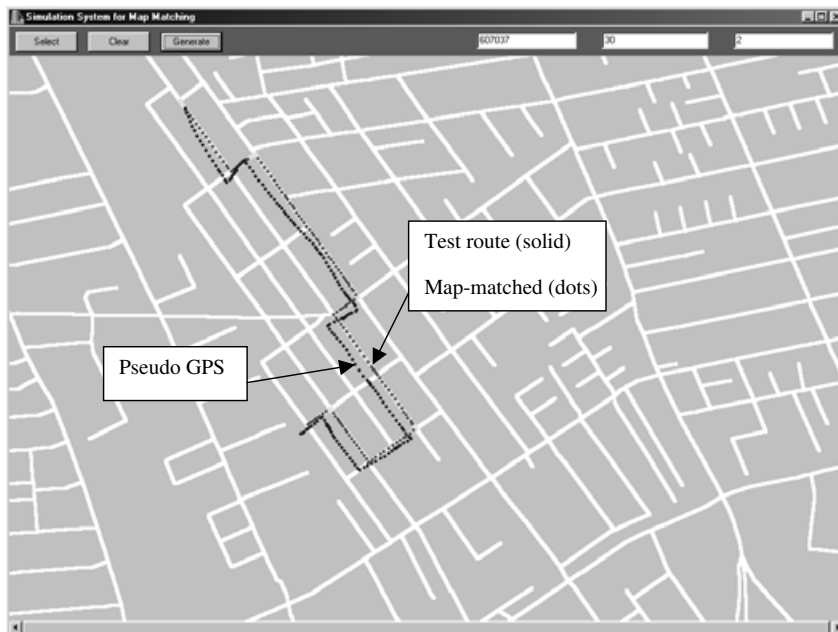 Simulation System for Map Matching
Select Clear Generate 607037 30 2
Test route (solid)
Map-matched (dots)
Pseudo GPS